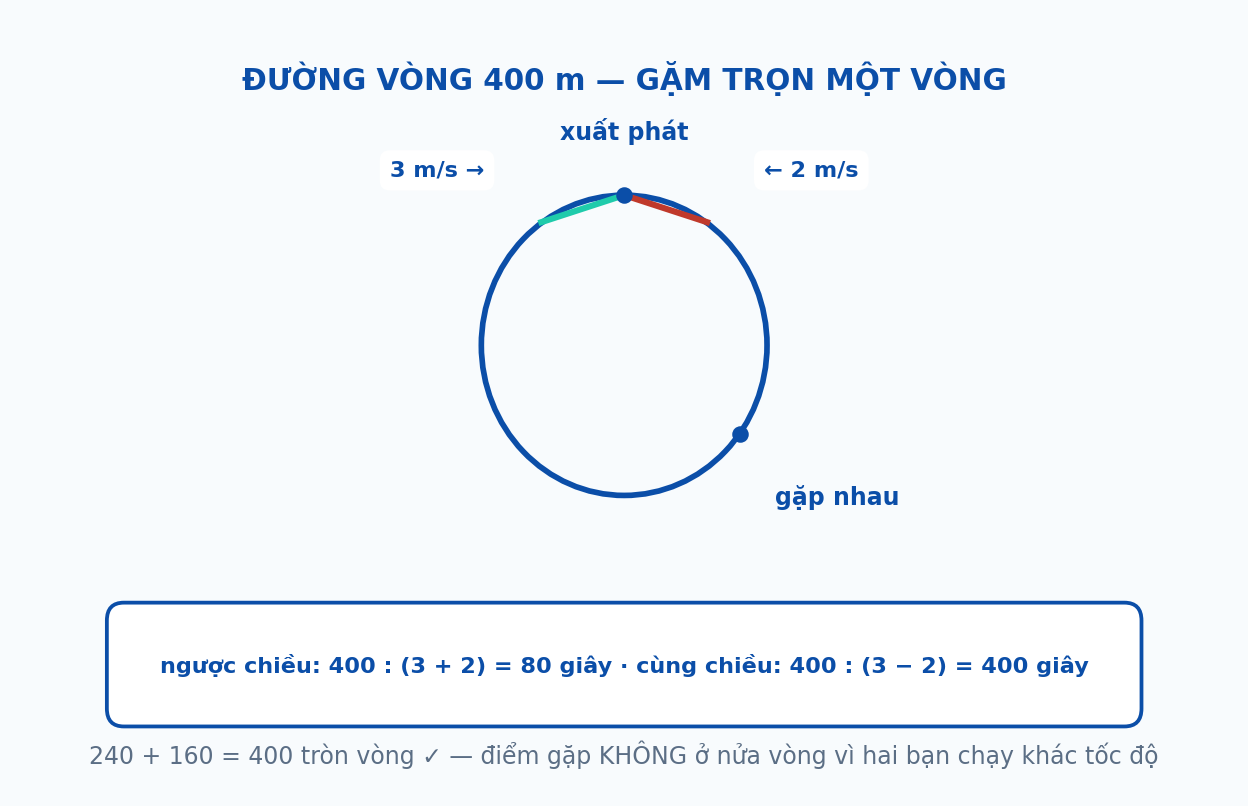 ĐƯỜNG VÒNG 400 m — GẶM TRỌN MỘT VÒNG
xuất phát
3 m/s →
← 2 m/s
gặp nhau
ngược chiều: 400 : (3 + 2) = 80 giây · cùng chiều: 400 : (3 − 2) = 400 giây
240 + 160 = 400 tròn vòng ✓ — điểm gặp KHÔNG ở nửa vòng vì hai bạn chạy khác tốc độ